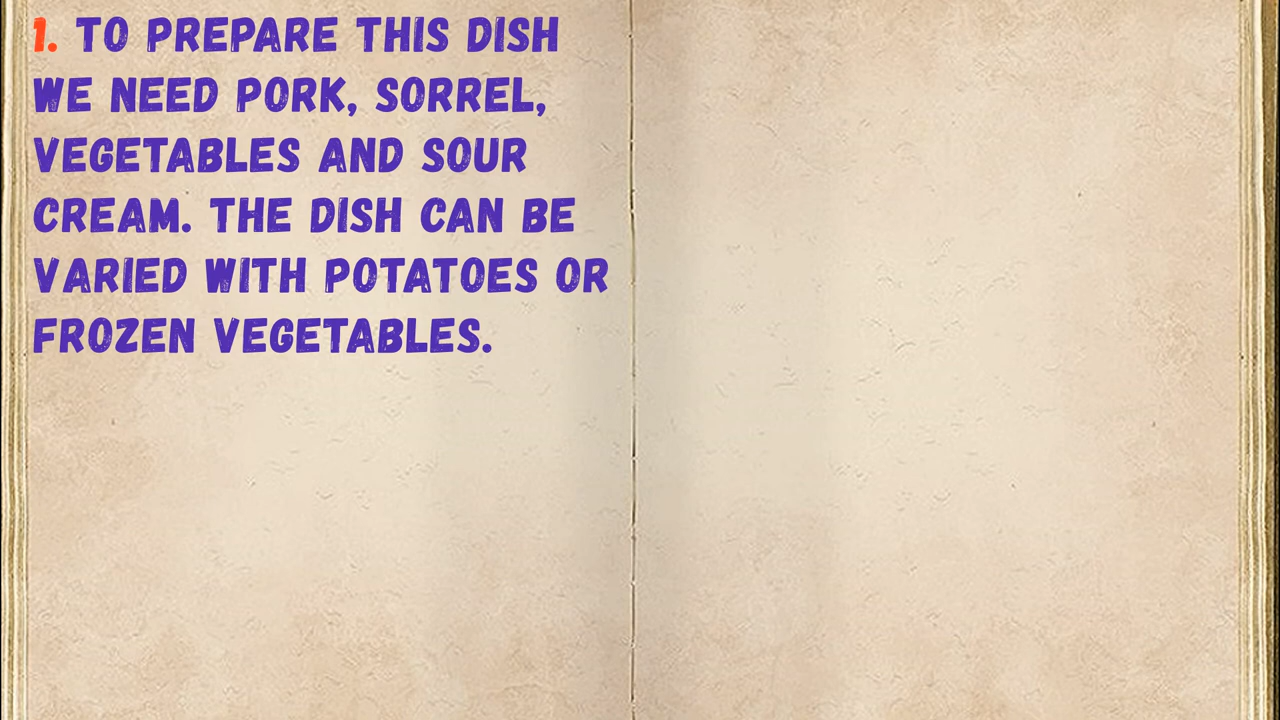 1. TO PREPARE THIS DISH
WE NEED PORK, SORREL,
VEGETABLES AND SOUR
CREAM. THE DISH CAN BE
VARIED WITH POTATOES OR
FROZEN VEGETABLES.